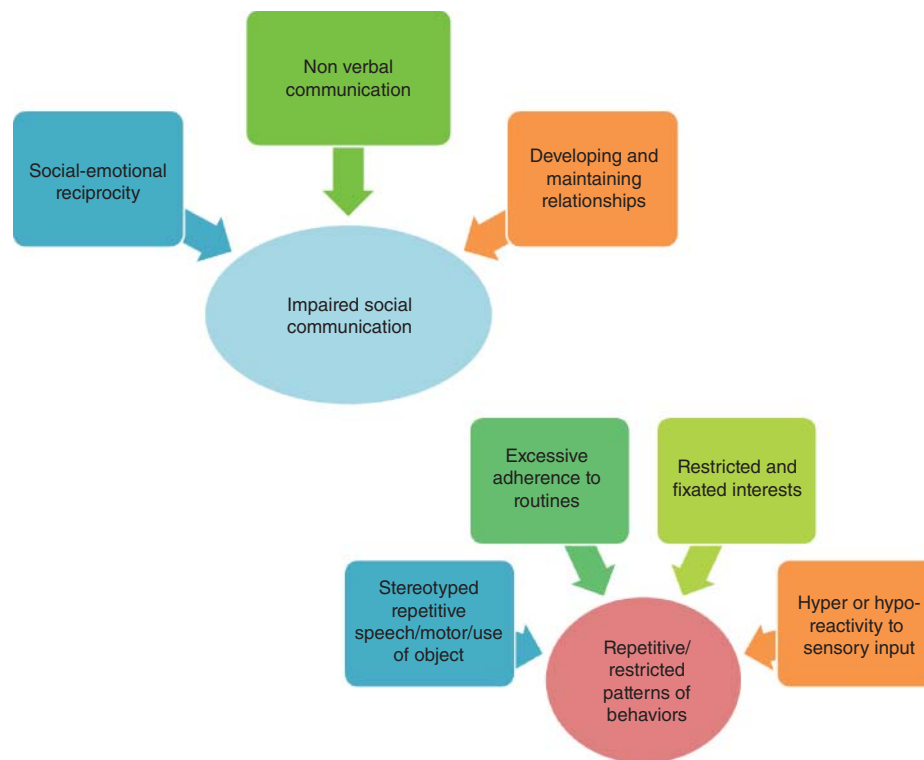 Non verbal
communication
Social-emotional
reciprocity
Developing and
maintaining
relationships
Impaired social
communication
Excessive
adherence to
routines
Restricted and
fixated interests
Stereotyped
repetitive
speech/motor/use
of object
Hyper or hypo-
reactivity to
sensory input
Repetitive/
restricted
patterns of
behaviors